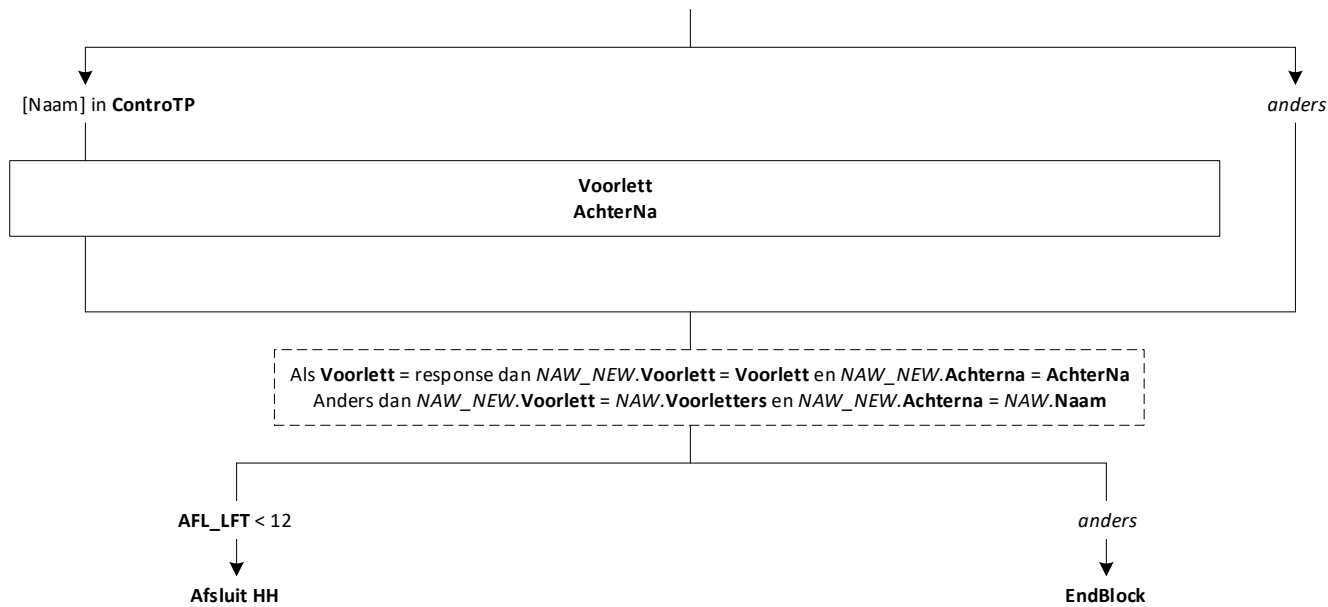 [Naam] in ControTP
anders
Voorlett
AchterNa
Als Voorlett = response dan NAW_NEW.Voorlett = Voorlett en NAW_NEW.Achterna = AchterNa
Anders dan NAW_NEW.Voorlett = NAW.Voorletters en NAW_NEW.Achterna = NAW.Naam
AFL_LFT < 12
anders
Afsluit HH
EndBlock